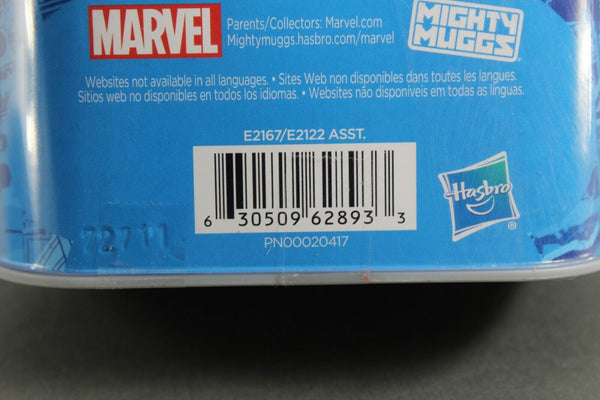 MARVEL
Parents/Collectors: Marvel.com
Mightymuggs.hasbro.com/marvel
MIGHTY
MUGGS
Websites not available in all languages. • Sites Web non disponibles dans toutes les langues.
Sitios web no disponibles en todos los idiomas. • Websites não disponíveis em todas as línguas.
E2167/E2122 ASST.
6 30509 62893 3
PN00020417
Hasbro
®
72711